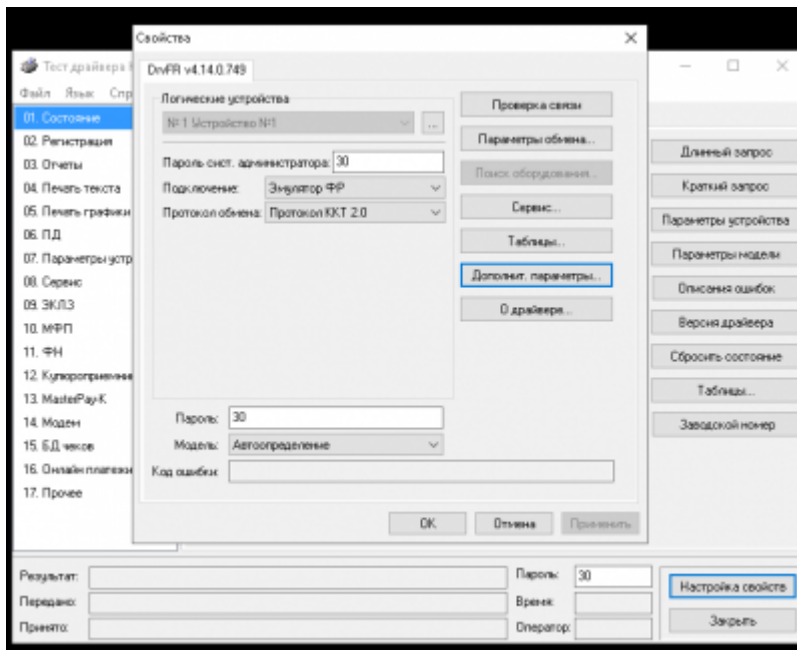 Свойства
Тест драйвера
Файл Язык Спр
DrvFR v4.14.0.749
Логические устройства
№ 1 Устройство №1
...
Пароль сист. администратора: 30
Подключение: Эмулятор ФР
Протокол обмена: Протокол ККТ 2.0
Проверка связи
Параметры обмена...
Поиск оборудования...
Сервис...
Таблицы...
Дополнит. параметры...
О драйвере...
Пароль: 30
Модель: Автоопределение
Код ошибки:
ОК
Отмена
Применить
01. Состояние
02. Регистрация
03. Отчеты
04. Печать текста
05. Печать графики
06. ПД
07. Параметры устр
08. Сервис
09. ЭКЛЗ
10. МФП
11. ФН
12. Купюроприемник
13. MasterPay-K
14. Модем
15. БД чеков
16. Онлайн платежи
17. Прочее
Длинный запрос
Краткий запрос
Параметры устройства
Параметры модели
Описания ошибок
Версия драйвера
Сбросить состояние
Таблицы...
Заводской номер
Результат:
Передано:
Принято:
Пароль: 30
Время:
Оператор:
Настройка свойств
Закрыть